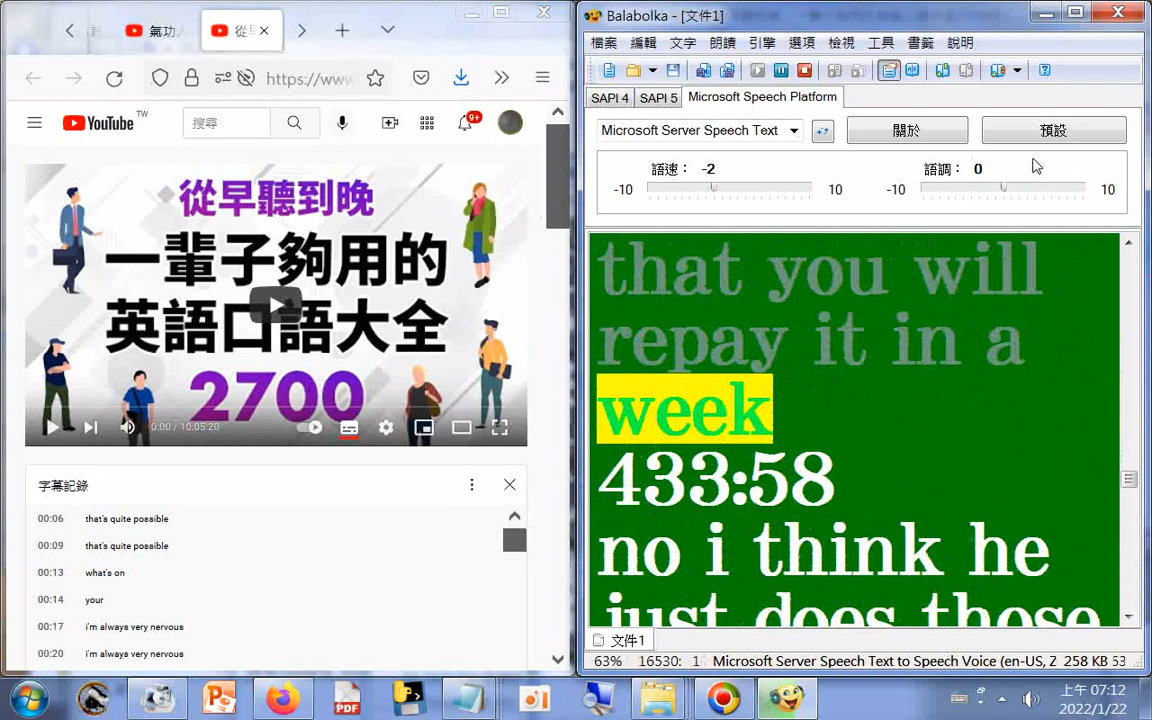 氣功
從
https://www
YouTube TW
搜尋
9+
從早聽到晚
一輩子夠用的
英語口語大全
2700
0:00 / 10:05:20
字幕記錄
00:06 that's quite possible
00:09 that's quite possible
00:13 what's on
00:14 your
00:17 i'm always very nervous
00:20 i'm always very nervous
Balabolka - [文件1]
檔案 編輯 文字 朗讀 引擎 選項 檢視 工具 書籤 說明
SAPI 4 SAPI 5 Microsoft Speech Platform
Microsoft Server Speech Text 關於 預設
語速： -2 語調： 0
-10 10 -10 10
that you will
repay it in a
week
433:58
no i think he
just does those
文件1
63% 16530: 1 Microsoft Server Speech Text to Speech Voice (en-US, Z 258 KB 53
PDF
上午 07:12
2022/1/22